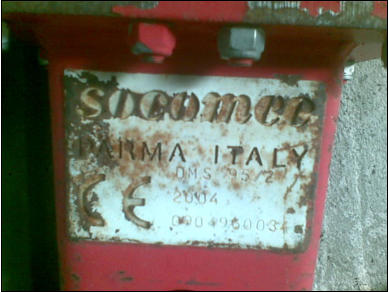 socomec
PARMA ITALY
DMS 95/2
2004
CE